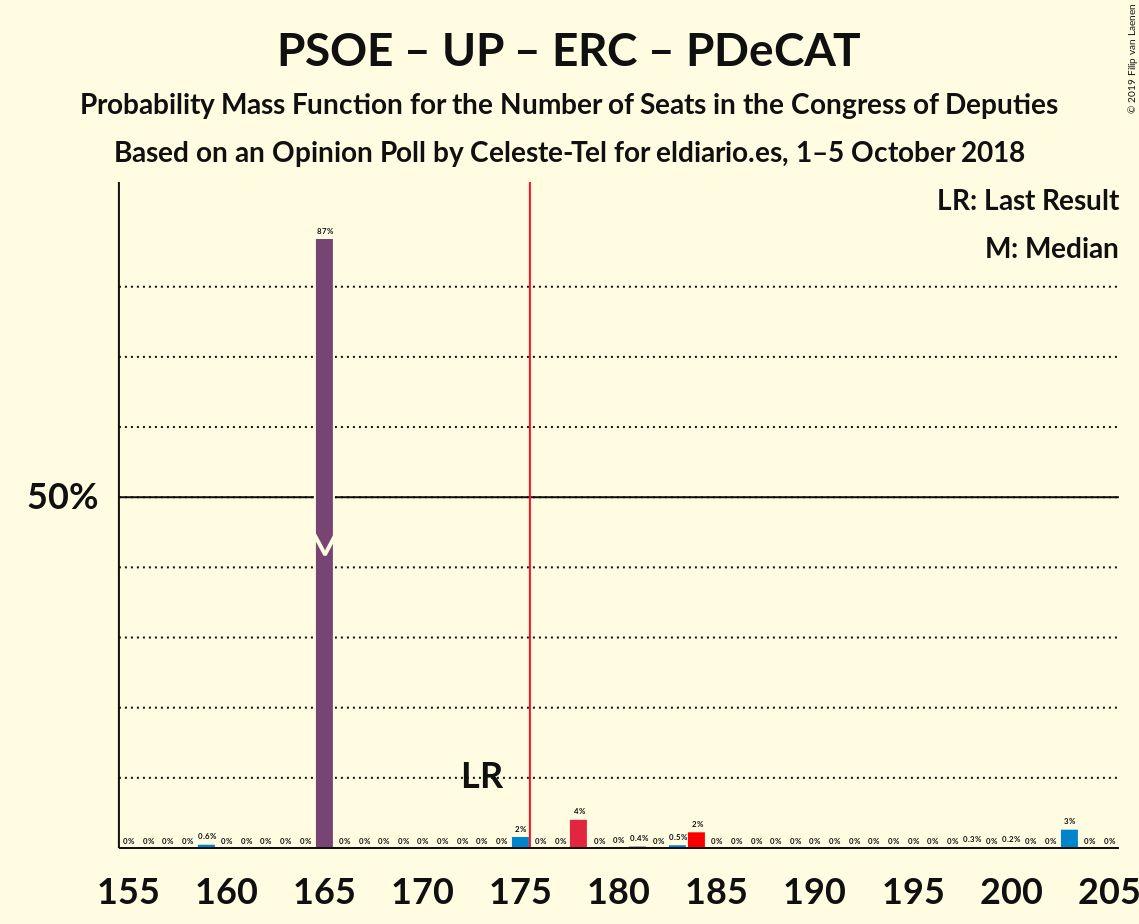 PSOE – UP – ERC – PDeCAT
Probability Mass Function for the Number of Seats in the Congress of Deputies
Based on an Opinion Poll by Celeste-Tel for eldiario.es, 1–5 October 2018
© 2019 Filip van Laenen
LR: Last Result
M: Median
87%
50%
M
LR
0% 0% 0% 0% 0.6% 0% 0% 0% 0% 0% 0% 0% 0% 0% 0% 0% 0% 0% 0% 2% 0% 0% 4% 0% 0% 0.4% 0% 0.5% 2% 0% 0% 0% 0% 0% 0% 0% 0% 0% 0% 0% 0% 0% 0.3% 0% 0.2% 0% 0% 3% 0% 0%
155 160 165 170 175 180 185 190 195 200 205